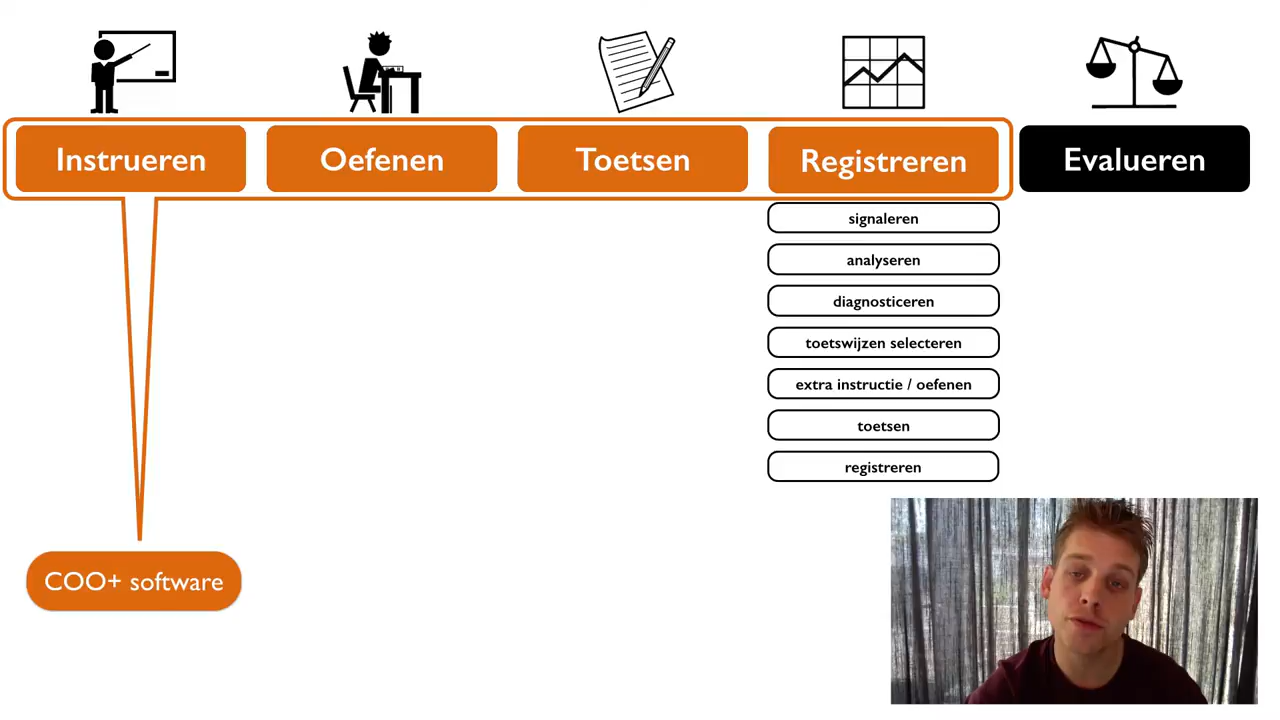 Instrueren
Oefenen
Toetsen
Registreren
Evalueren
signaleren
analyseren
diagnosticeren
toetswijzen selecteren
extra instructie / oefenen
toetsen
registreren
COO+ software